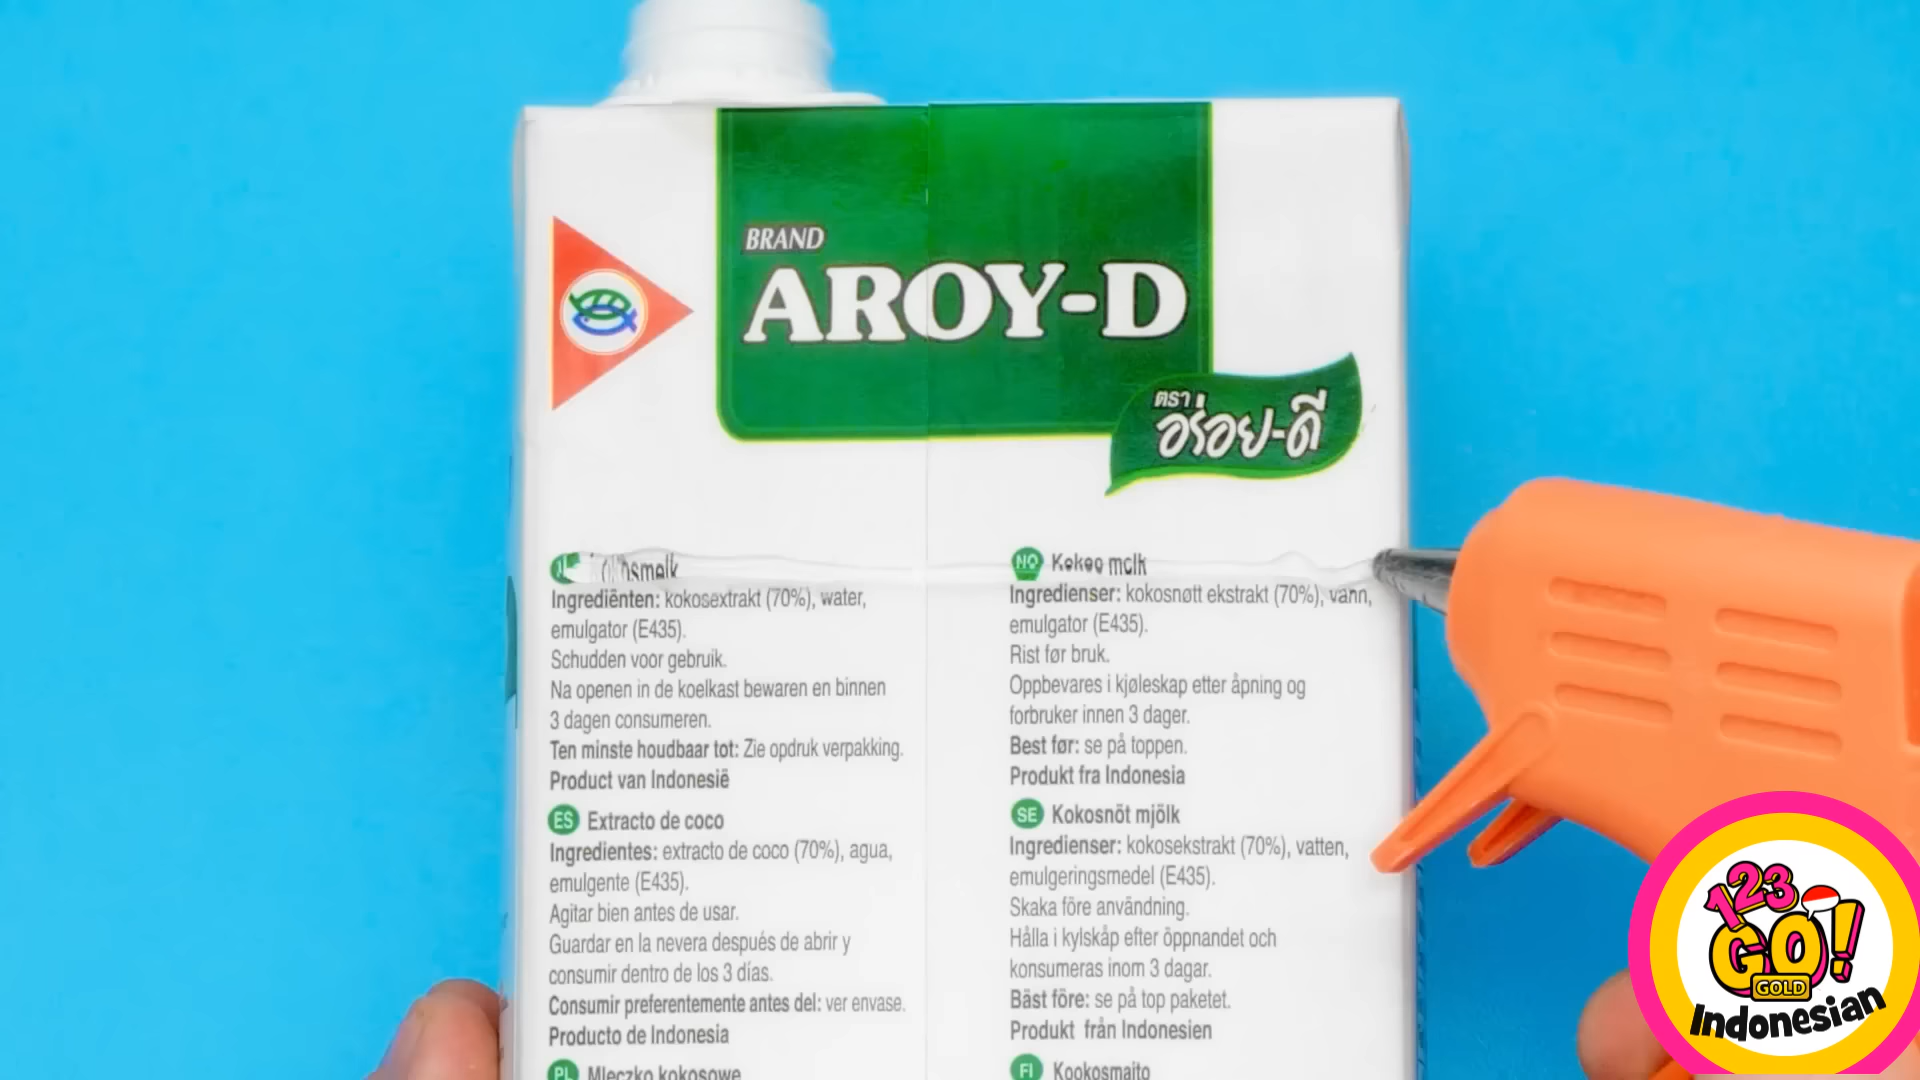 BRAND
AROY-D
ตรา
อร่อย-ดี
Ingrediënten: kokosextrakt (70%), water,
emulgator (E435).
Schudden voor gebruik.
Na openen in de koelkast bewaren en binnen
3 dagen consumeren.
Ten minste houdbaar tot: Zie opdruk verpakking.
Product van Indonesië
ES Extracto de coco
Ingredientes: extracto de coco (70%), agua,
emulgente (E435).
Agitar bien antes de usar.
Guardar en la nevera después de abrir y
consumir dentro de los 3 días.
Consumir preferentemente antes del: ver envase.
Producto de Indonesia
PL Mleczko kokosowe
NO
Ingredienser: kokosnøtt ekstrakt (70%), vann,
emulgator (E435).
Rist før bruk.
Oppbevares i kjøleskap etter åpning og
forbruker innen 3 dager.
Best før: se på toppen.
Produkt fra Indonesia
SE Kokosnöt mjölk
Ingredienser: kokosekstrakt (70%), vatten,
emulgeringsmedel (E435).
Skaka före användning.
Hålla i kylskåp efter öppnandet och
konsumeras inom 3 dagar.
Bäst före: se på top paketet.
Produkt från Indonesien
FI Kookosmaito
123
GO!
GOLD
Indonesian